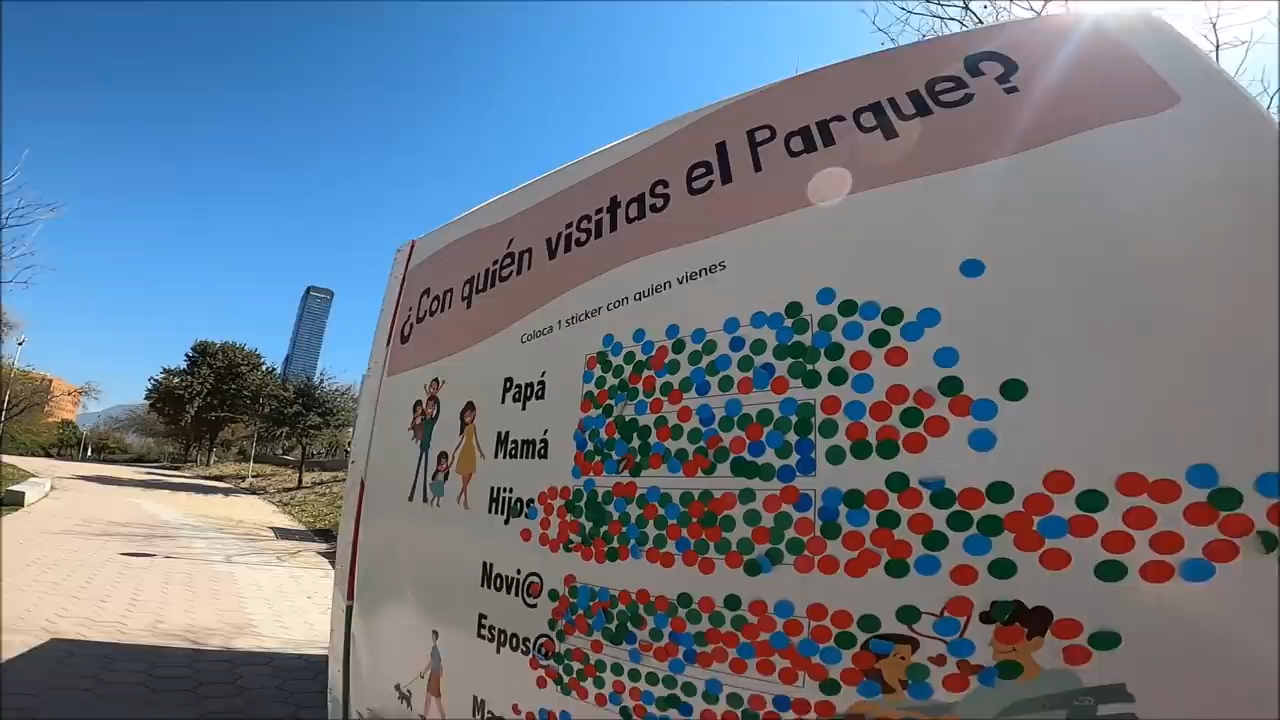 ¿Con quién visitas el Parque?
Coloca 1 sticker con quien vienes
Papá
Mamá
Hijos
Novi@
Espos@